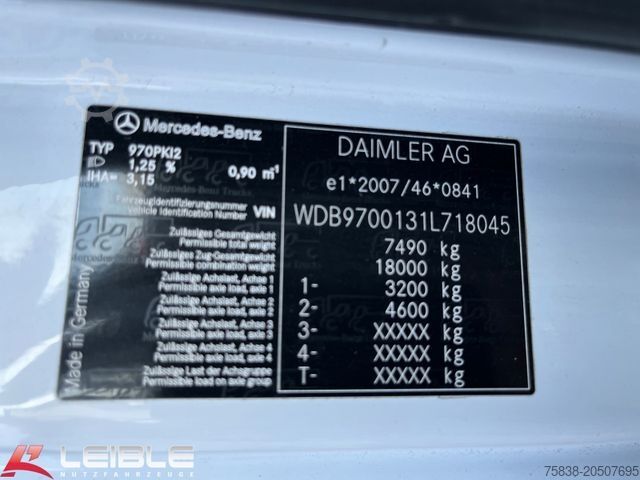 Mercedes-Benz
TYP 970PKI2
1,25 % 0,90 m⁻¹
IHA= 3,15
Fahrzeugidentifizierungsnummer
Vehicle Identification Number VIN
Zulässiges Gesamtgewicht
Permissible total weight
Zulässiges Zug-Gesamtgewicht
Permissible combination weight
Zulässige Achslast, Achse 1
Permissible axle load, axle 1
Zulässige Achslast, Achse 2
Permissible axle load, axle 2
Zulässige Achslast, Achse 3
Permissible axle load, axle 3
Zulässige Achslast, Achse 4
Permissible axle load, axle 4
Zulässige Last der Achsgruppe
Permissible load on axle group
Made in Germany
DAIMLER AG
e1*2007/46*0841
WDB9700131L718045
7490 kg
18000 kg
1- 3200 kg
2- 4600 kg
3- XXXXX kg
4- XXXXX kg
T- XXXXX kg
LEIBLE
NUTZFAHRZEUGE
75838-20507695